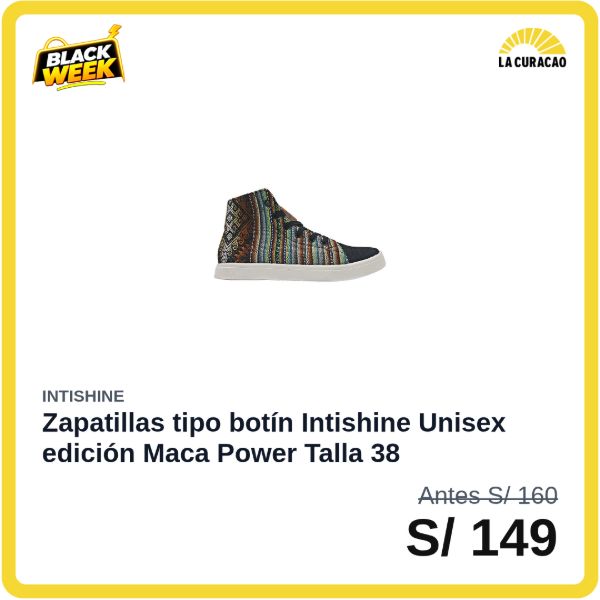 BLACK
WEEK
LA CURACAO
INTISHINE
Zapatillas tipo botín Intishine Unisex
edición Maca Power Talla 38
Antes S/ 160
S/ 149